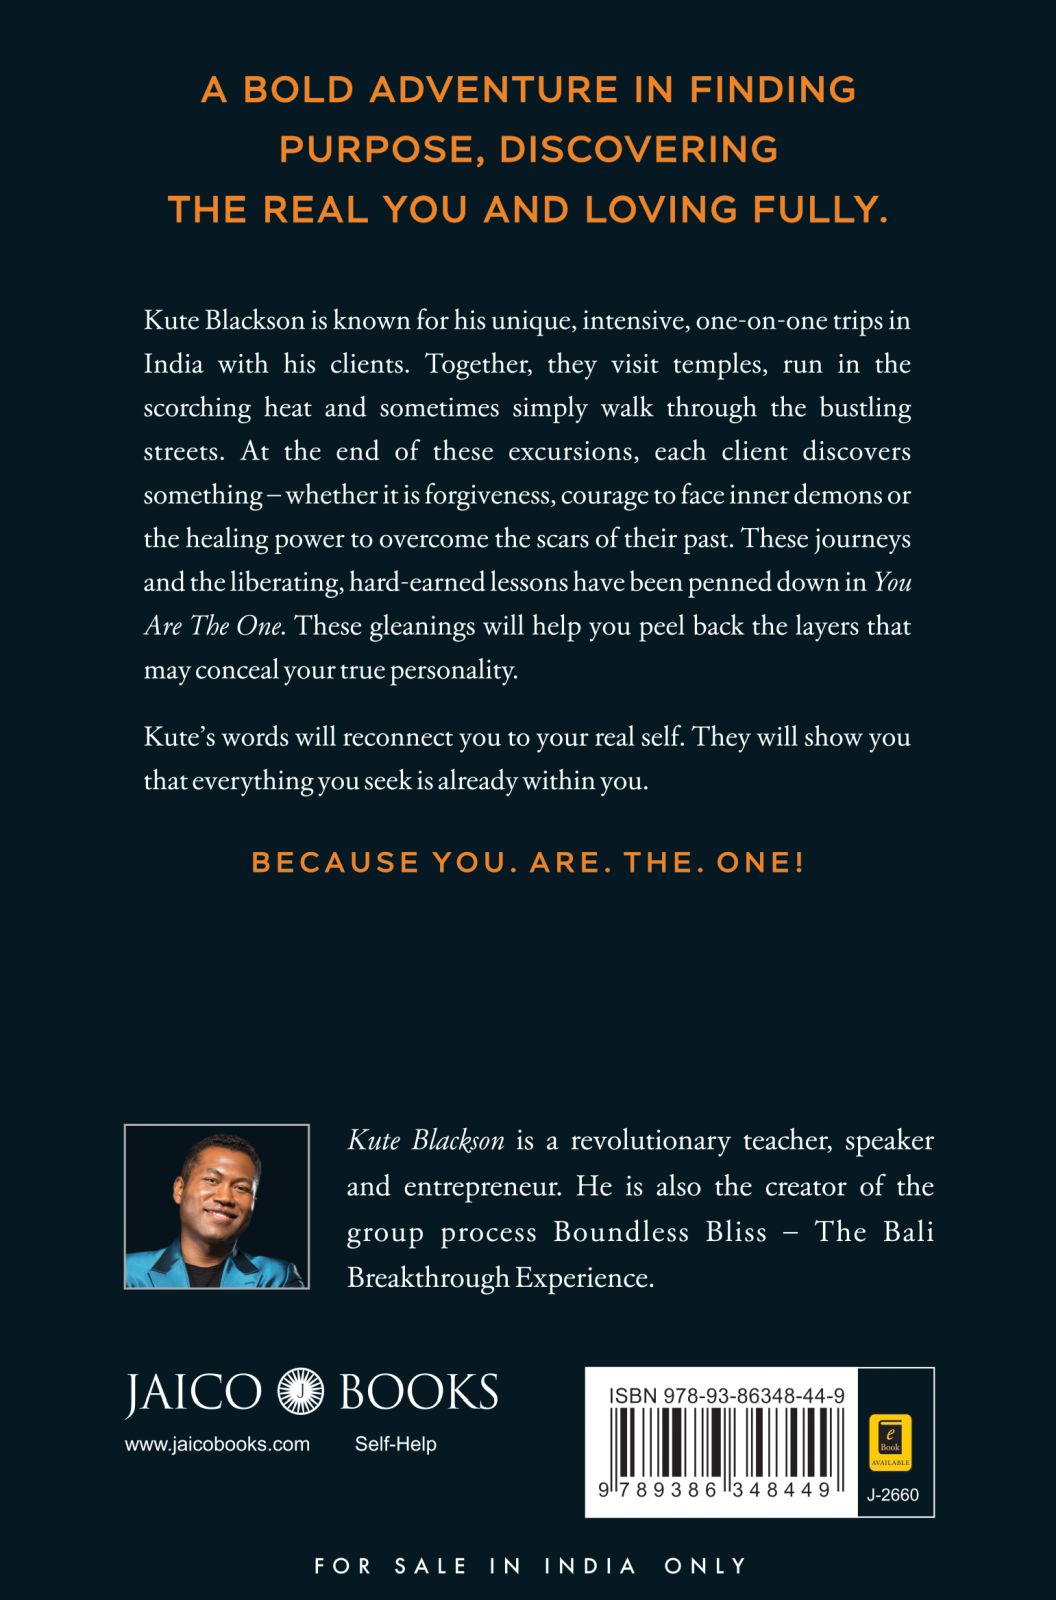 A BOLD ADVENTURE IN FINDING
PURPOSE, DISCOVERING
THE REAL YOU AND LOVING FULLY.
Kute Blackson is known for his unique, intensive, one-on-one trips in
India with his clients. Together, they visit temples, run in the
scorching heat and sometimes simply walk through the bustling
streets. At the end of these excursions, each client discovers
something – whether it is forgiveness, courage to face inner demons or
the healing power to overcome the scars of their past. These journeys
and the liberating, hard-earned lessons have been penned down in You
Are The One. These gleanings will help you peel back the layers that
may conceal your true personality.
Kute’s words will reconnect you to your real self. They will show you
that everything you seek is already within you.
BECAUSE YOU. ARE. THE. ONE!
Kute Blackson is a revolutionary teacher, speaker
and entrepreneur. He is also the creator of the
group process Boundless Bliss – The Bali
Breakthrough Experience.
JAICO J BOOKS
www.jaicobooks.com Self-Help
ISBN 978-93-86348-44-9
9 789386 348449
e
Book
AVAILABLE
J-2660
FOR SALE IN INDIA ONLY